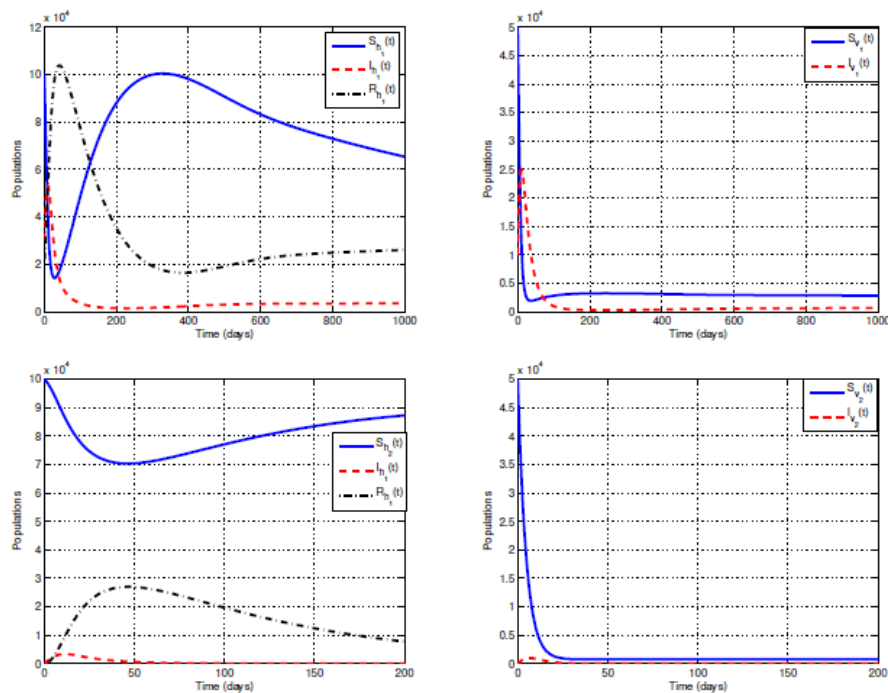 x 10⁴
12
10
8
6
4
2
0
0 200 400 600 800 1000
Populations
Time (days)
S_h₁(t)
I_h₁(t)
R_h₁(t)
x 10⁴
5
4.5
4
3.5
3
2.5
2
1.5
1
0.5
0
0 200 400 600 800 1000
Populations
Time (days)
S_v₁(t)
I_v₁(t)
x 10⁴
10
9
8
7
6
5
4
3
2
1
0
0 50 100 150 200
Populations
Time (days)
S_h₂(t)
I_h₁(t)
R_h₁(t)
x 10⁴
5
4.5
4
3.5
3
2.5
2
1.5
1
0.5
0
0 50 100 150 200
Populations
Time (days)
S_v₂(t)
I_v₂(t)